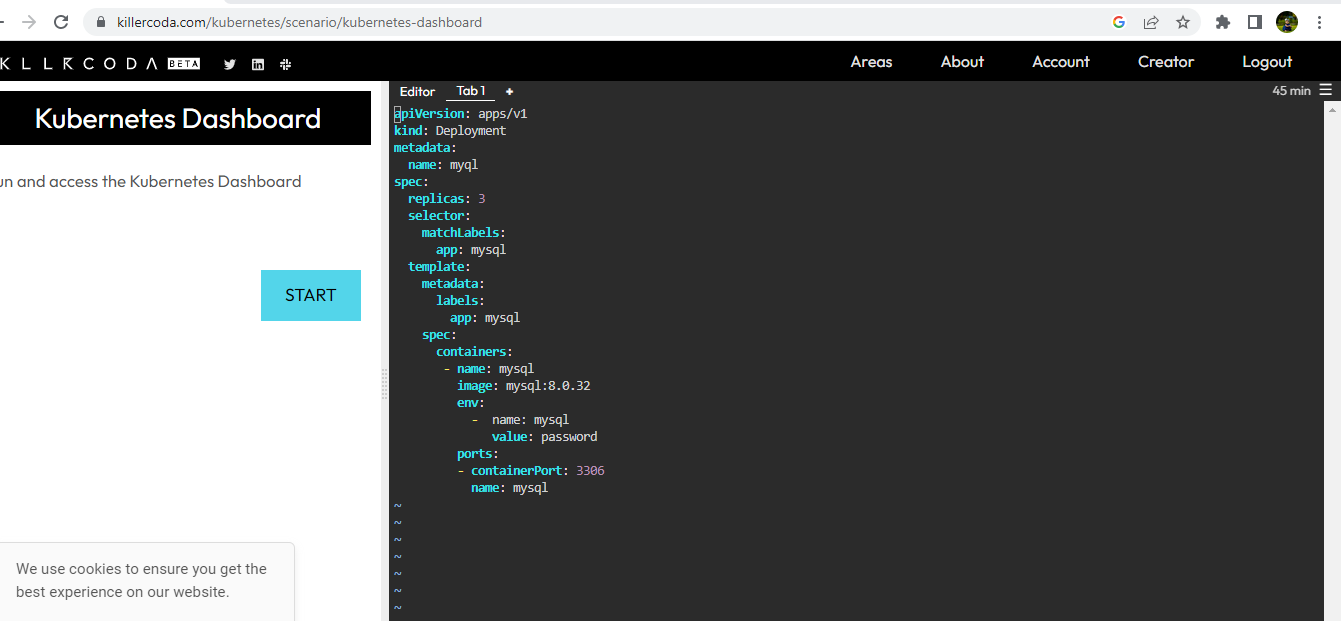 killercoda.com/kubernetes/scenario/kubernetes-dashboard
KILLERCODA BETA
Areas
About
Account
Creator
Logout
Kubernetes Dashboard
un and access the Kubernetes Dashboard
START
We use cookies to ensure you get the
best experience on our website.
Editor
Tab 1
+
45 min
apiVersion: apps/v1
kind: Deployment
metadata:
  name: myql
spec:
  replicas: 3
  selector:
    matchLabels:
      app: mysql
  template:
    metadata:
      labels:
        app: mysql
    spec:
      containers:
       - name: mysql
         image: mysql:8.0.32
         env:
           -  name: mysql
              value: password
         ports:
         - containerPort: 3306
           name: mysql
~
~
~
~
~
~
~